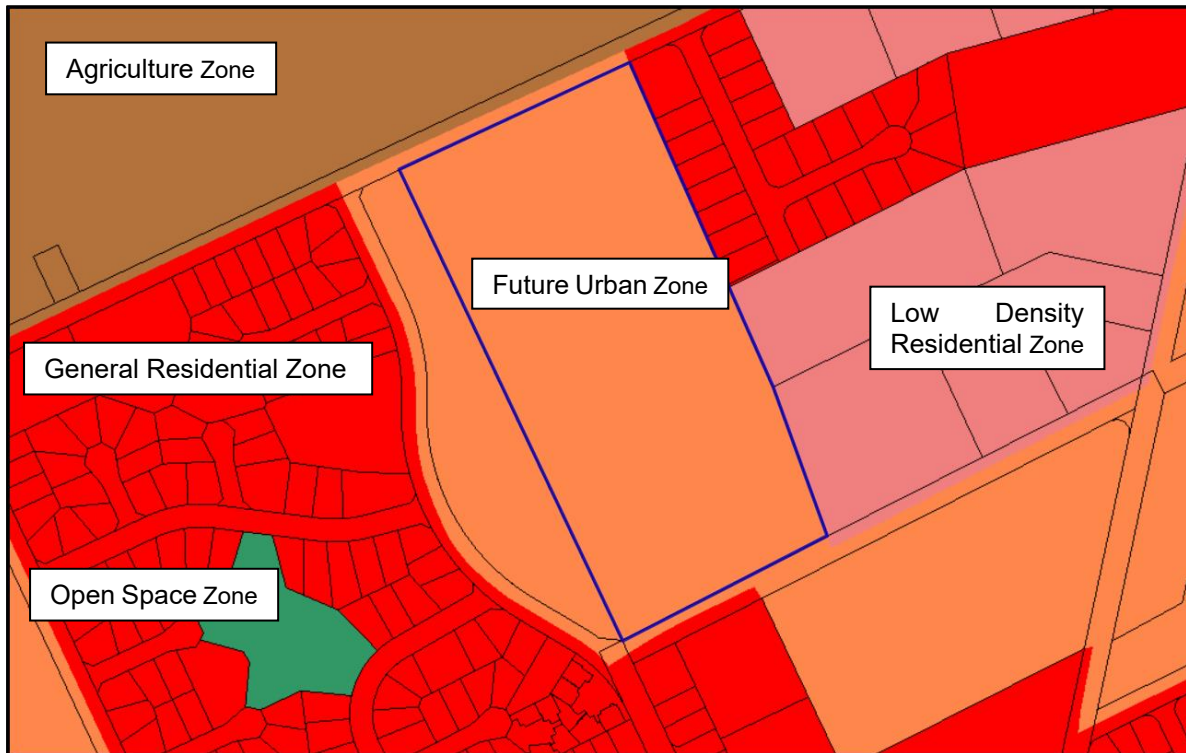 Agriculture Zone
Future Urban Zone
Low Density
Residential Zone
General Residential Zone
Open Space Zone